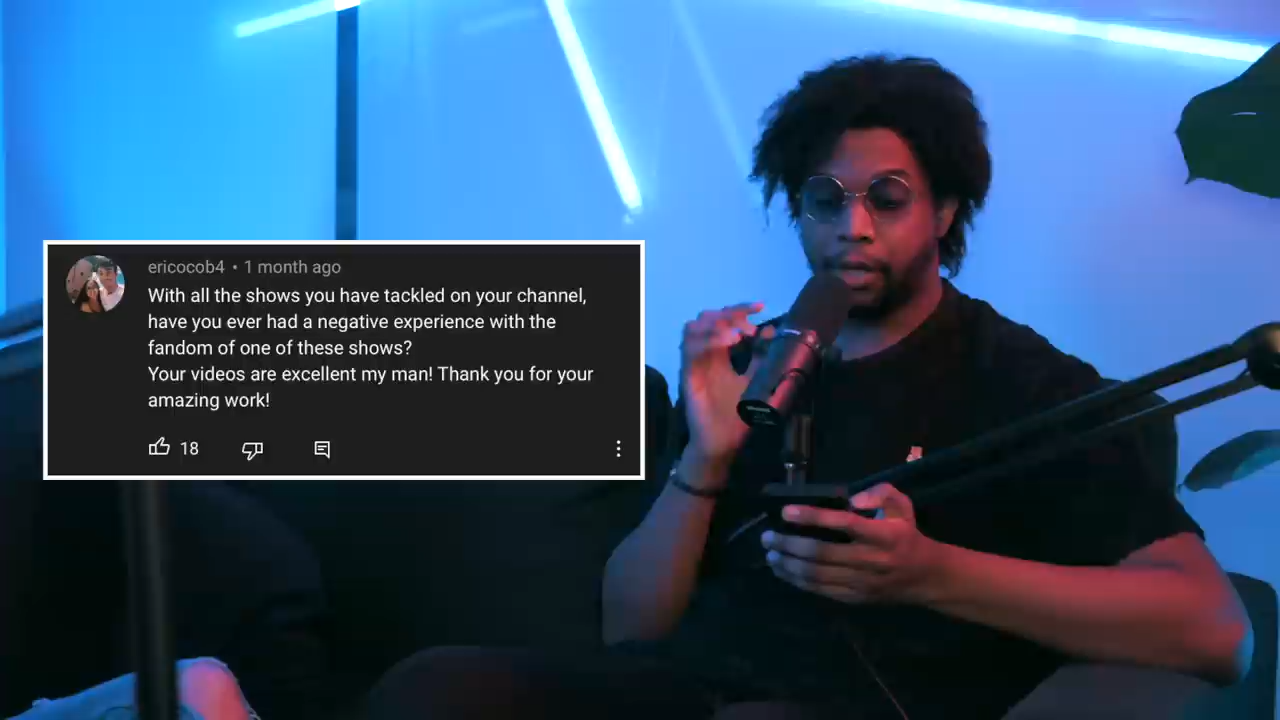 ericocob4 • 1 month ago
With all the shows you have tackled on your channel,
have you ever had a negative experience with the
fandom of one of these shows?
Your videos are excellent my man! Thank you for your
amazing work!
18